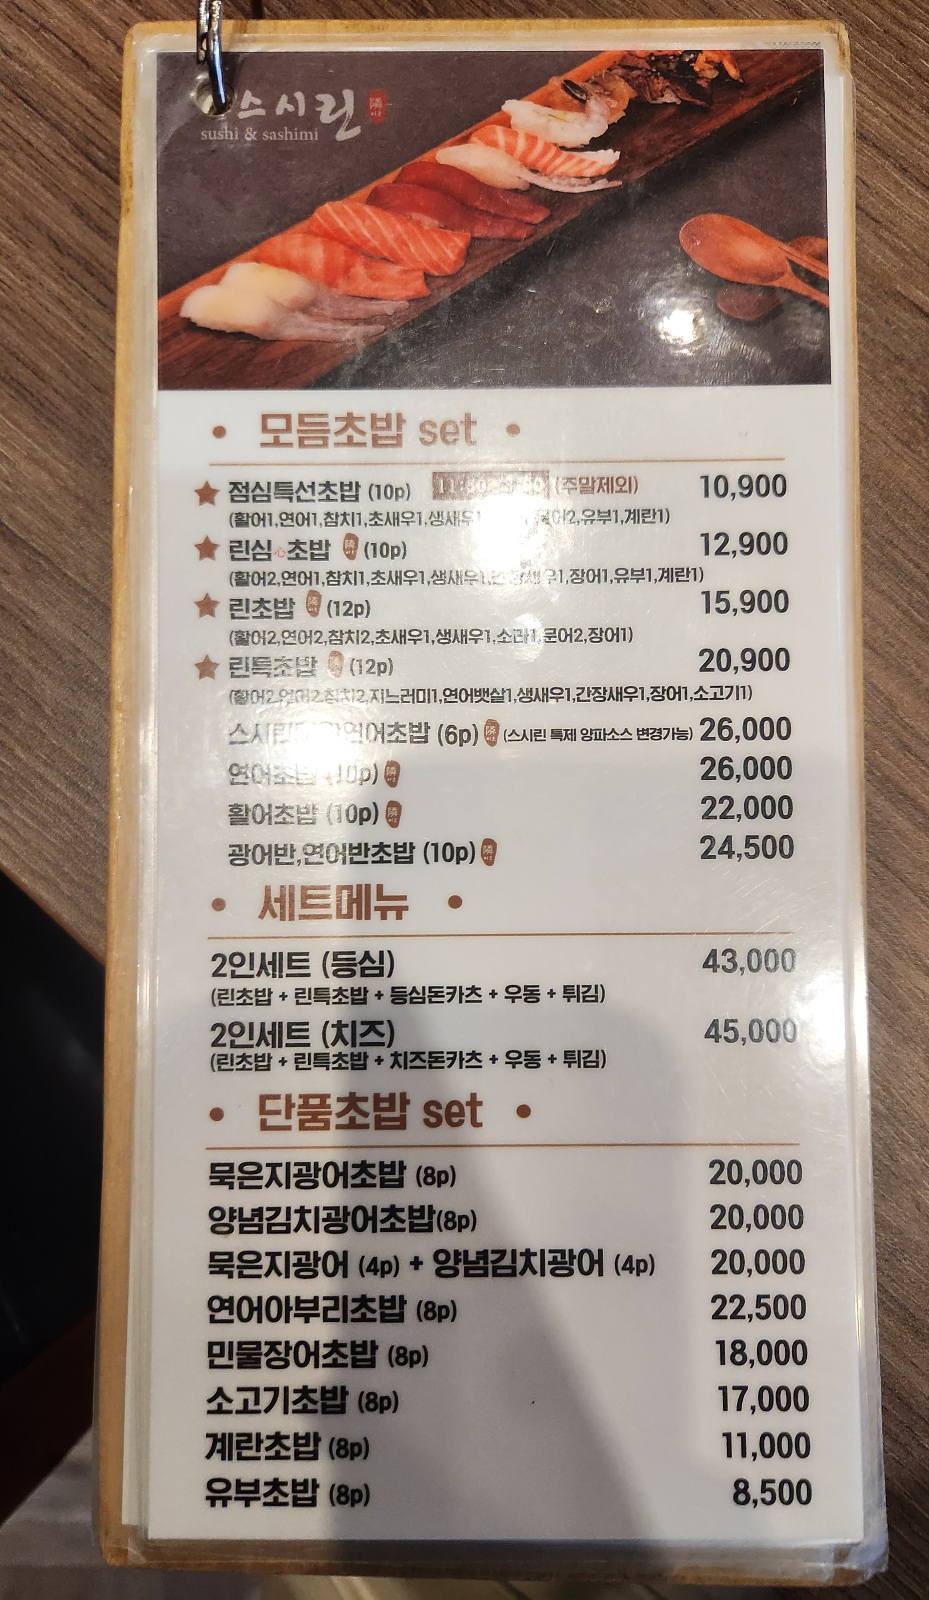 스시린
sushi & sashimi
• 모듬초밥 set •
★ 점심특선초밥 (10p) (주말제외) 10,900
(활어1,연어1,참치1,초새우1,생새우1, 유부1,계란1)
★ 린심心초밥 (10p) 12,900
(활어2,연어1,참치1,초새우1,생새우1, 장어1,유부1,계란1)
★ 린초밥 (12p) 15,900
(활어2,연어2,참치2,초새우1,생새우1,소라1,문어2,장어1)
★ 린특초밥 (12p) 20,900
(활어2,연어2,참치2,지느러미1,연어뱃살1,생새우1,간장새우1,장어1,소고기1)
연어초밥 (6p) (스시린 특제 양파소스 변경가능) 26,000
연어초밥 (10p) 26,000
활어초밥 (10p) 22,000
광어반,연어반초밥 (10p) 24,500
• 세트메뉴 •
2인세트 (등심) 43,000
(린초밥 + 린특초밥 + 등심돈카츠 + 우동 + 튀김)
2인세트 (치즈) 45,000
(린초밥 + 린특초밥 + 치즈돈카츠 + 우동 + 튀김)
• 단품초밥 set •
묵은지광어초밥 (8p) 20,000
양념김치광어초밥(8p) 20,000
묵은지광어 (4p) + 양념김치광어 (4p) 20,000
연어아부리초밥 (8p) 22,500
민물장어초밥 (8p) 18,000
소고기초밥 (8p) 17,000
계란초밥 (8p) 11,000
유부초밥 (8p) 8,500